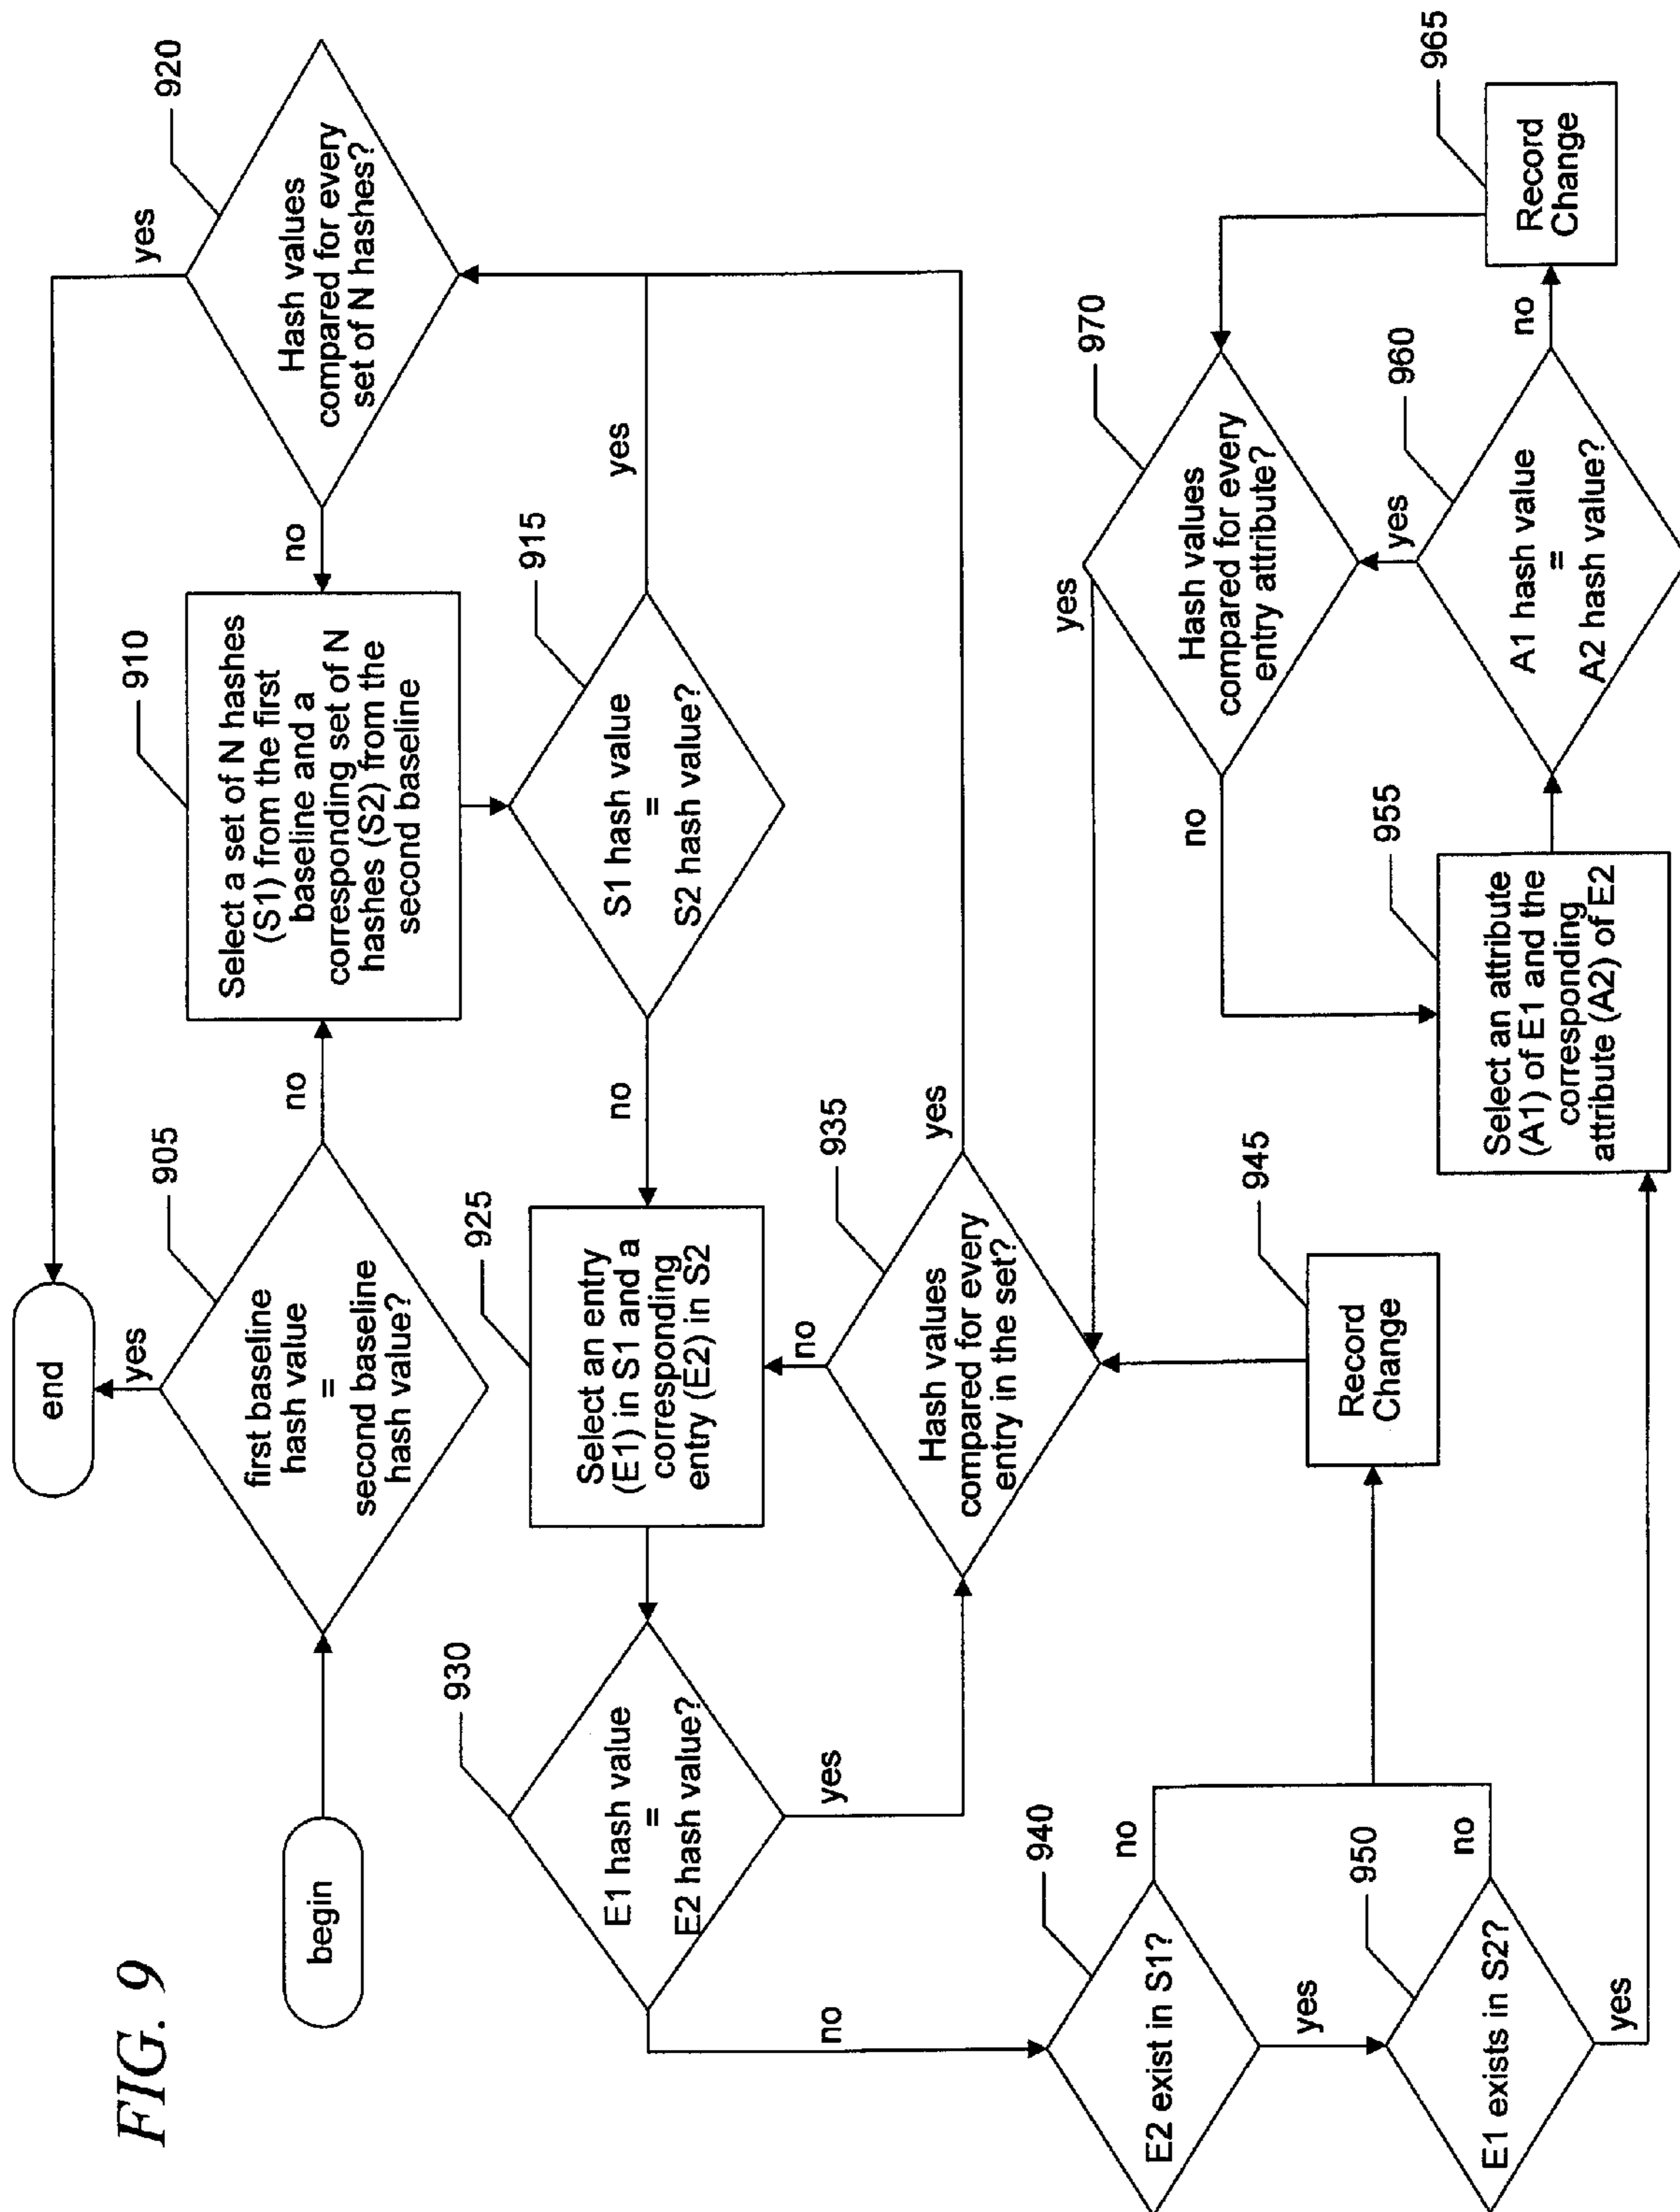 FIG. 9
begin
905
first baseline
hash value
=
second baseline
hash value?
yes
no
end
910
Select a set of N hashes
(S1) from the first
baseline and a
corresponding set of N
hashes (S2) from the
second baseline
920
Hash values
compared for every
set of N hashes?
yes
no
915
S1 hash value
=
S2 hash value?
yes
no
925
Select an entry
(E1) in S1 and a
corresponding
entry (E2) in S2
930
E1 hash value
=
E2 hash value?
yes
no
935
Hash values
compared for every
entry in the set?
no
yes
940
E2 exist in S1?
no
yes
945
Record
Change
950
E1 exists in S2?
no
yes
955
Select an attribute
(A1) of E1 and the
corresponding
attribute (A2) of E2
960
A1 hash value
=
A2 hash value?
yes
no
965
Record
Change
970
Hash values
compared for every
entry attribute?
yes
no